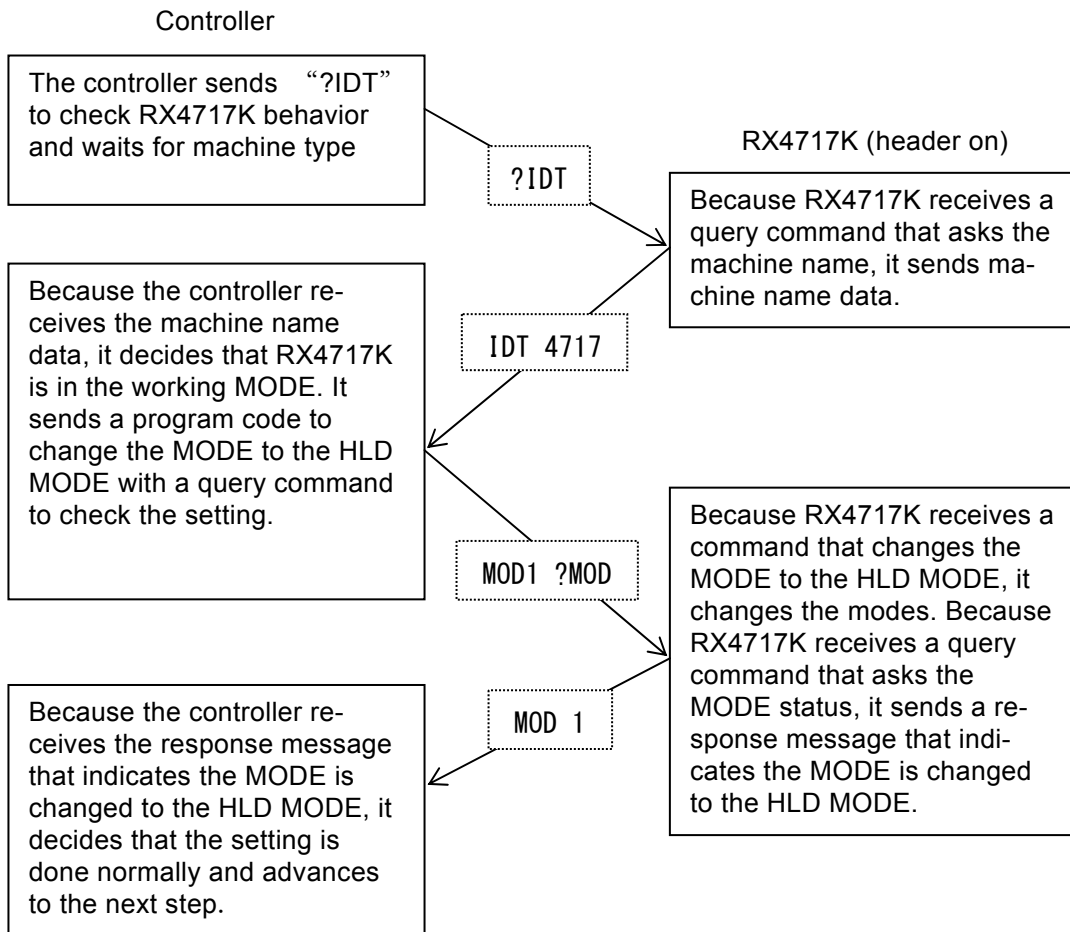 Controller
The controller sends “?IDT”
to check RX4717K behavior
and waits for machine type
?IDT
RX4717K (header on)
Because RX4717K receives a
query command that asks the
machine name, it sends ma-
chine name data.
IDT 4717
Because the controller re-
ceives the machine name
data, it decides that RX4717K
is in the working MODE. It
sends a program code to
change the MODE to the HLD
MODE with a query command
to check the setting.
MOD1 ?MOD
Because RX4717K receives a
command that changes the
MODE to the HLD MODE, it
changes the modes. Because
RX4717K receives a query
command that asks the
MODE status, it sends a re-
sponse message that indi-
cates the MODE is changed
to the HLD MODE.
MOD 1
Because the controller re-
ceives the response message
that indicates the MODE is
changed to the HLD MODE, it
decides that the setting is
done normally and advances
to the next step.